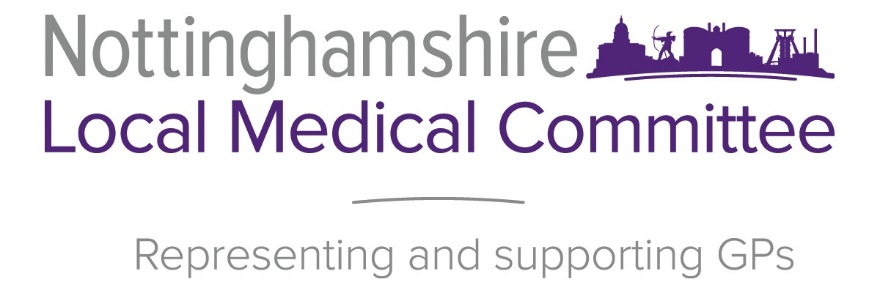 Nottinghamshire
Local Medical Committee
Representing and supporting GPs